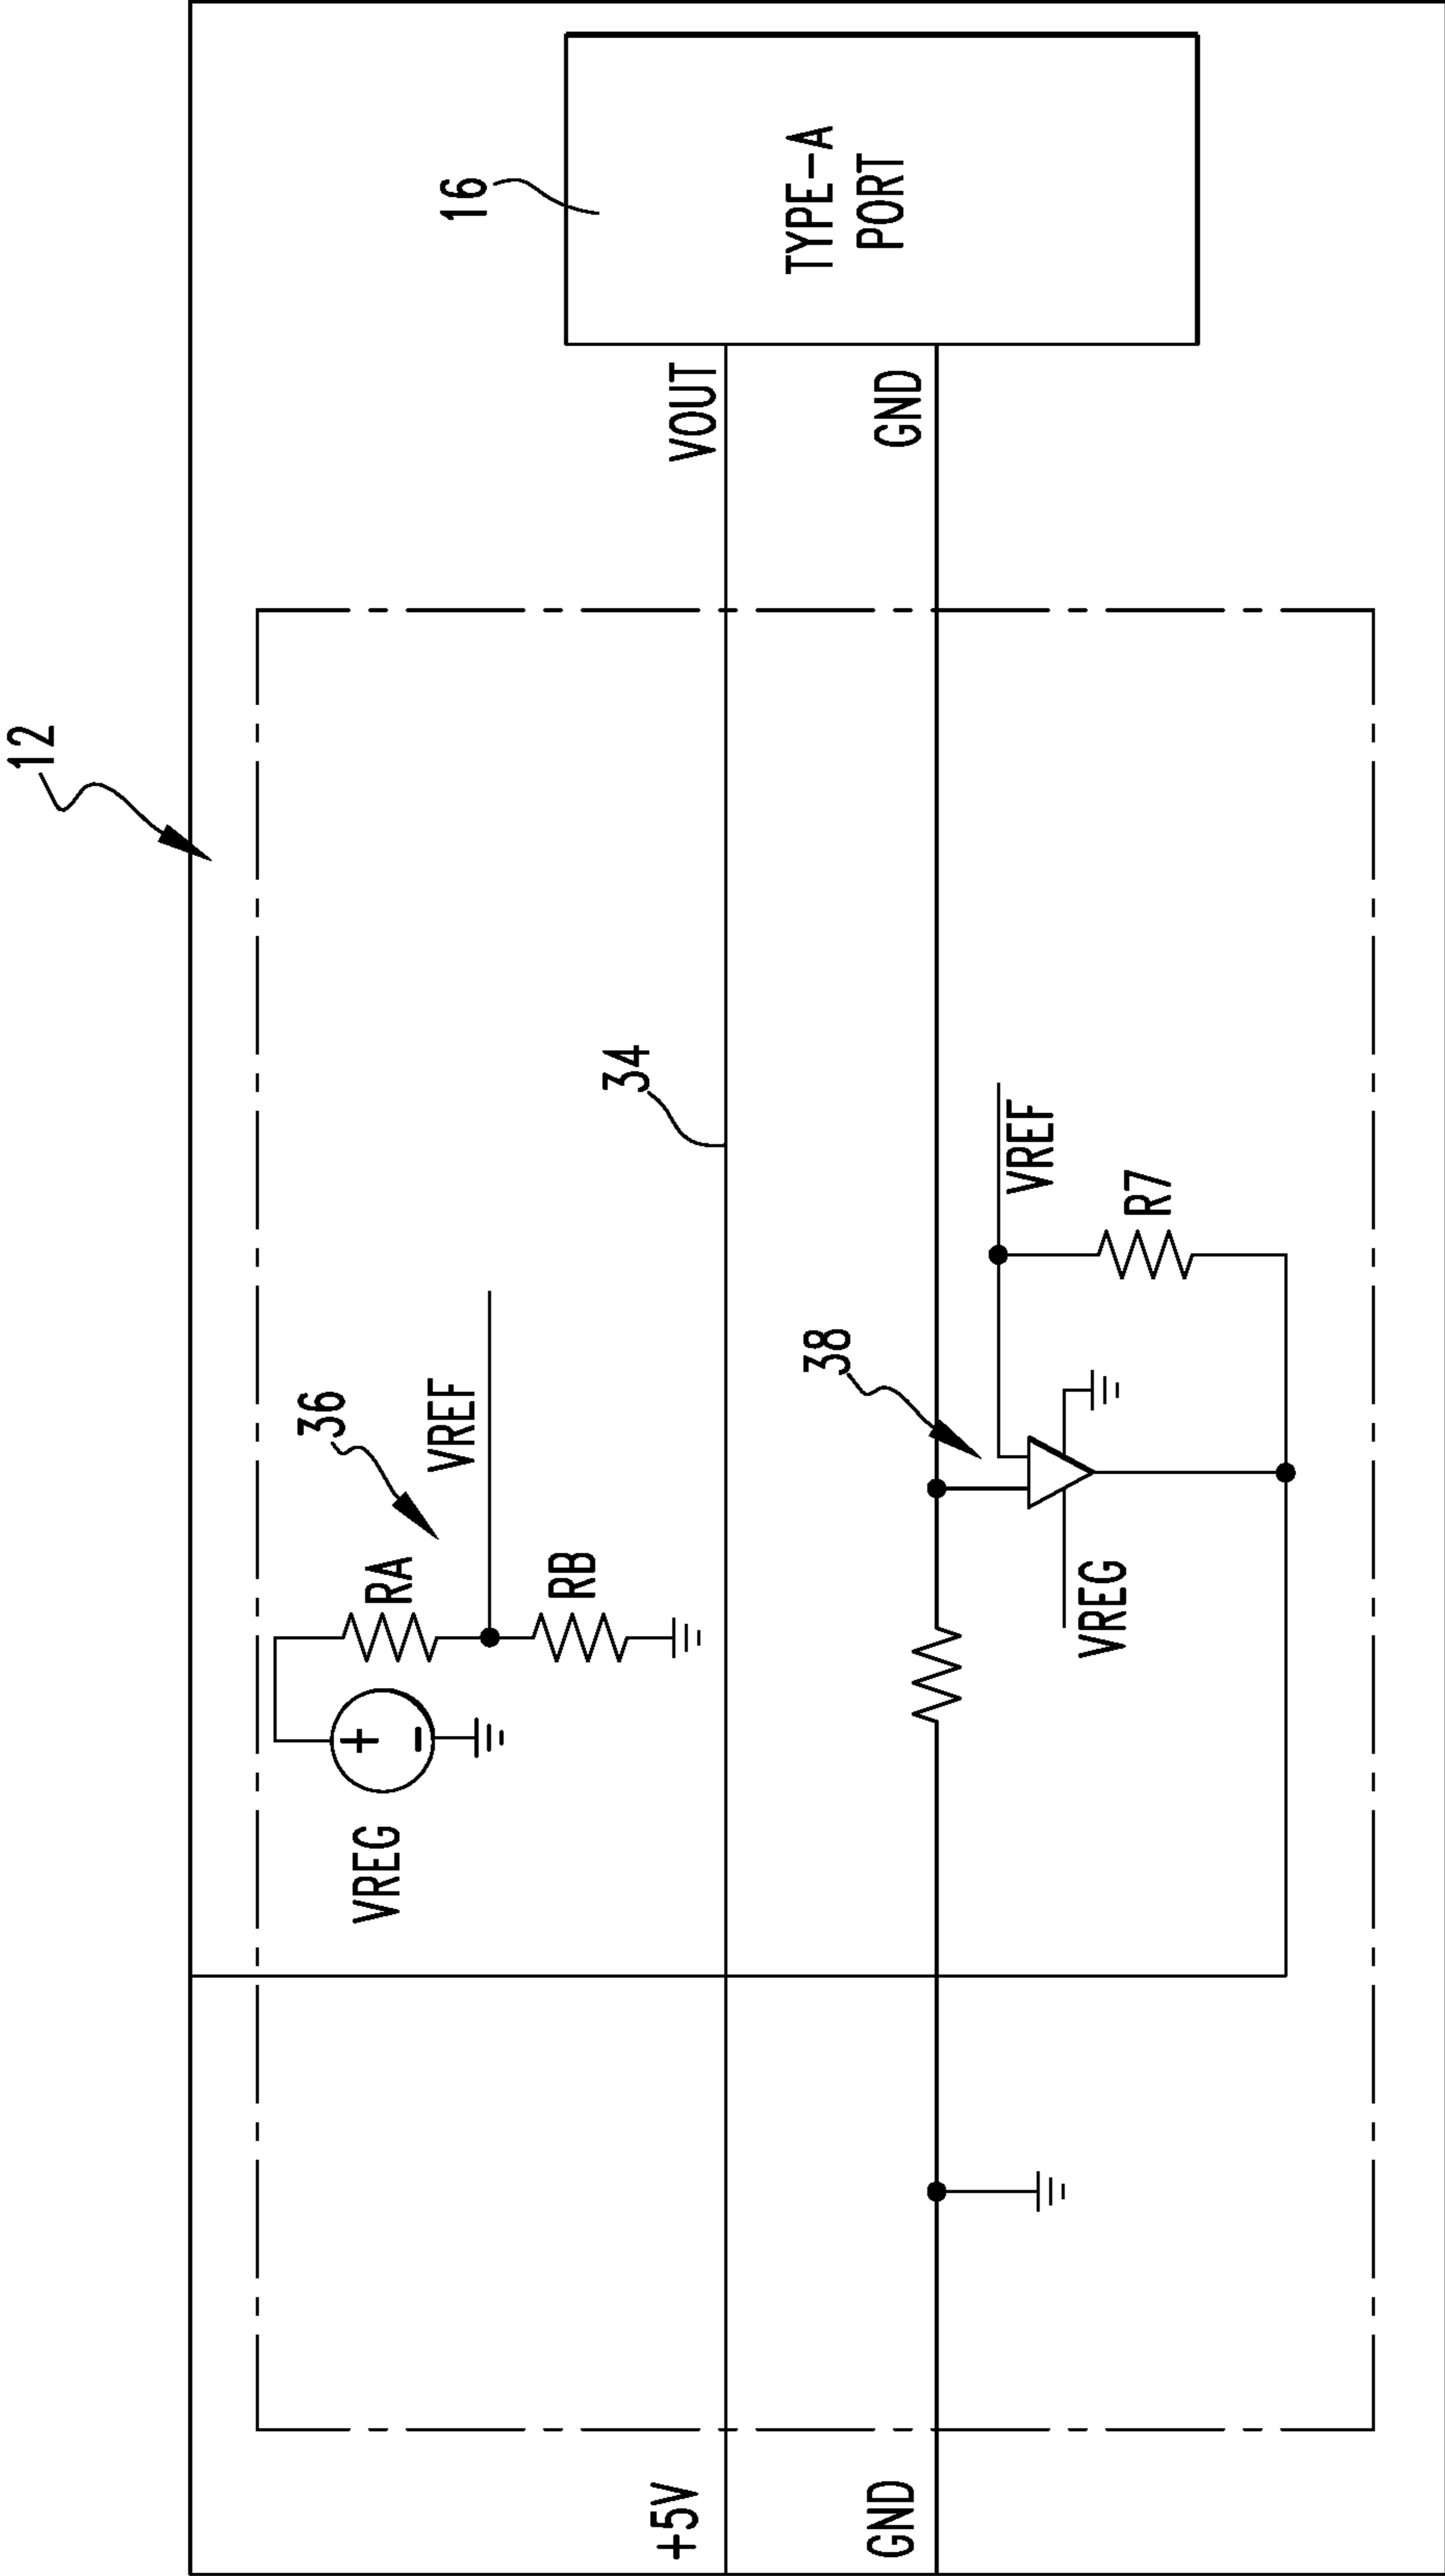 12
16
TYPE-A
PORT
VREG
RA
36
VREF
RB
34
VOUT
+5V
GND
GND
38
VREF
R7
VREG
+
-